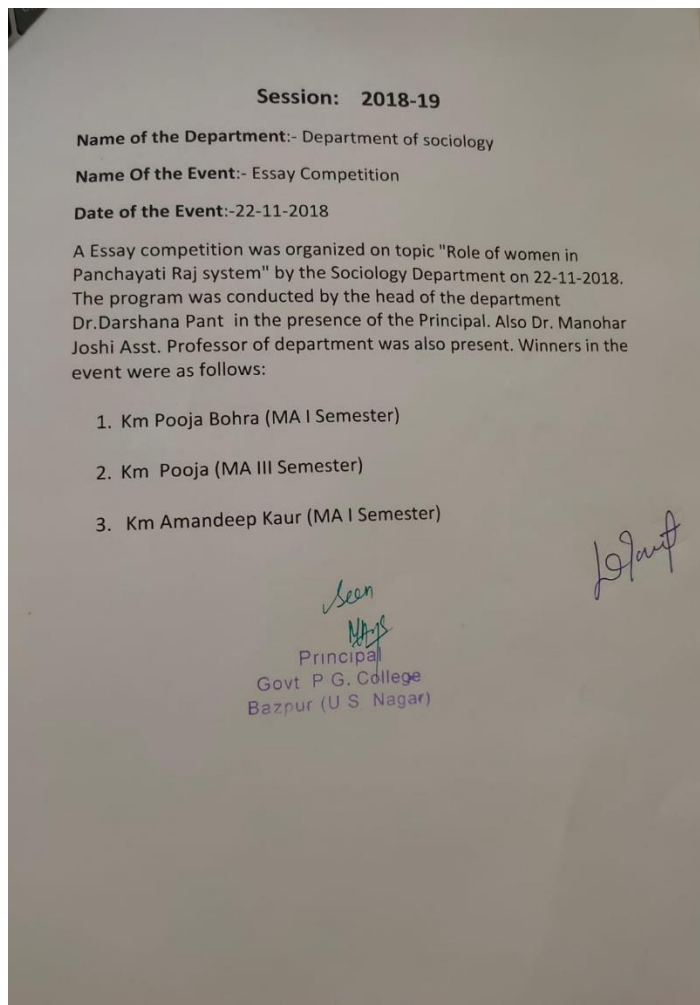 Session: 2018-19
Name of the Department:- Department of sociology
Name Of the Event:- Essay Competition
Date of the Event:-22-11-2018
A Essay competition was organized on topic "Role of women in
Panchayati Raj system" by the Sociology Department on 22-11-2018.
The program was conducted by the head of the department
Dr.Darshana Pant in the presence of the Principal. Also Dr. Manohar
Joshi Asst. Professor of department was also present. Winners in the
event were as follows:
1. Km Pooja Bohra (MA I Semester)
2. Km Pooja (MA III Semester)
3. Km Amandeep Kaur (MA I Semester)
Seen
Principal
Govt P G. College
Bazpur (U S Nagar)